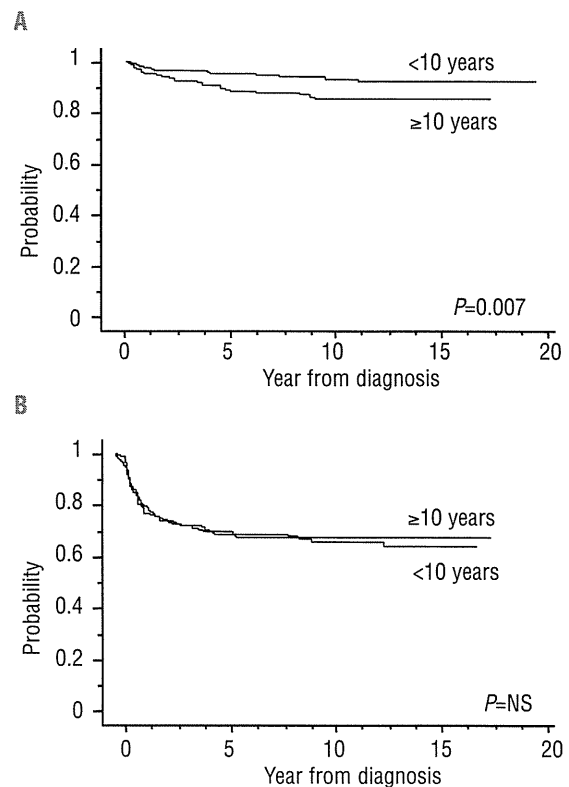 A
1
0.8
0.6
0.4
0.2
0
Probability
<10 years
≥10 years
P=0.007
0 5 10 15 20
Year from diagnosis
B
1
0.8
0.6
0.4
0.2
0
Probability
≥10 years
<10 years
P=NS
0 5 10 15 20
Year from diagnosis